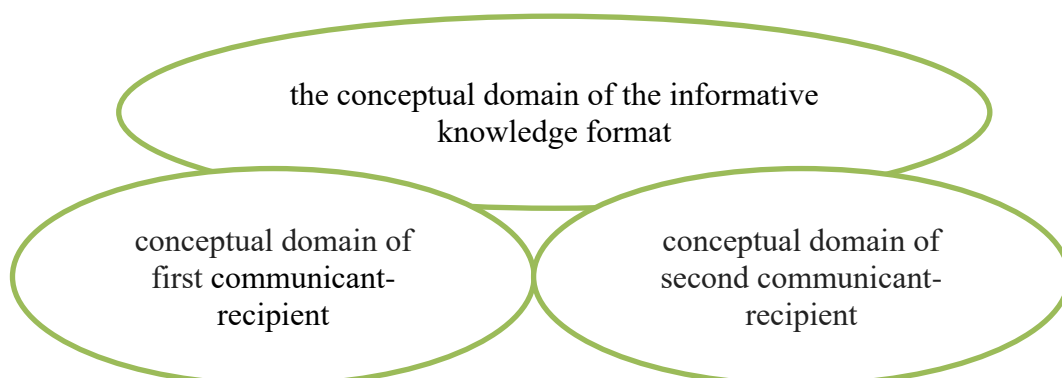 the conceptual domain of the informative
knowledge format
conceptual domain of
first communicant-
recipient
conceptual domain of
second communicant-
recipient